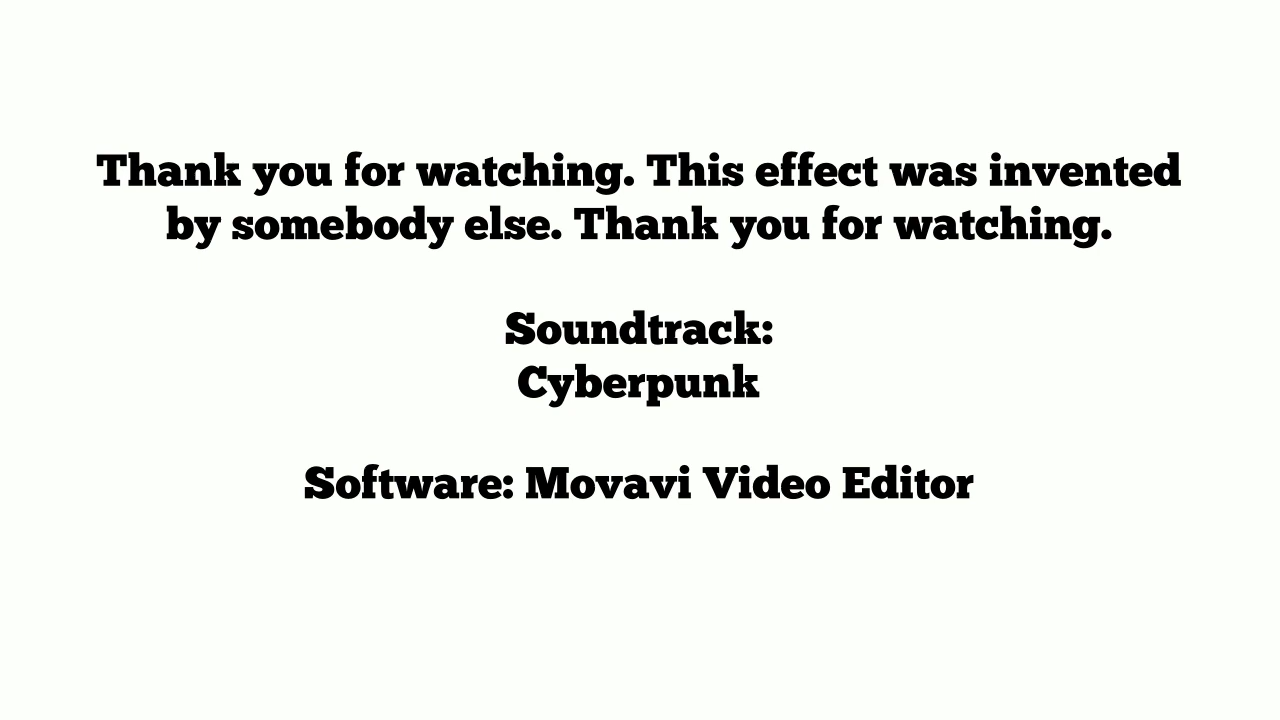 Thank you for watching. This effect was invented
by somebody else. Thank you for watching.
Soundtrack:
Cyberpunk
Software: Movavi Video Editor